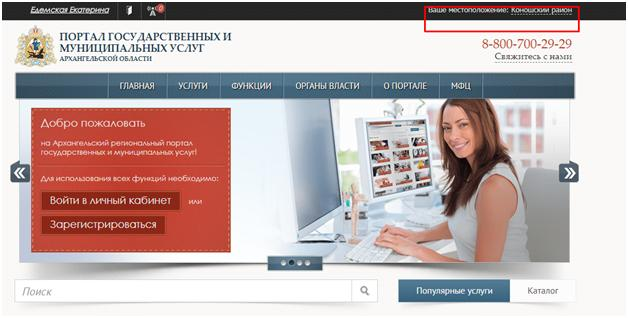 Едемская Екатерина
0
Ваше местоположение: Коношский район
ПОРТАЛ ГОСУДАРСТВЕННЫХ И
МУНИЦИПАЛЬНЫХ УСЛУГ
АРХАНГЕЛЬСКОЙ ОБЛАСТИ
8-800-700-29-29
Свяжитесь с нами
ГЛАВНАЯ УСЛУГИ ФУНКЦИИ ОРГАНЫ ВЛАСТИ О ПОРТАЛЕ МФЦ
Добро пожаловать
на Архангельский региональный портал
государственных и муниципальных услуг!
Для использования всех функций необходимо:
Войти в личный кабинет или
Зарегистрироваться
Поиск
Популярные услуги Каталог